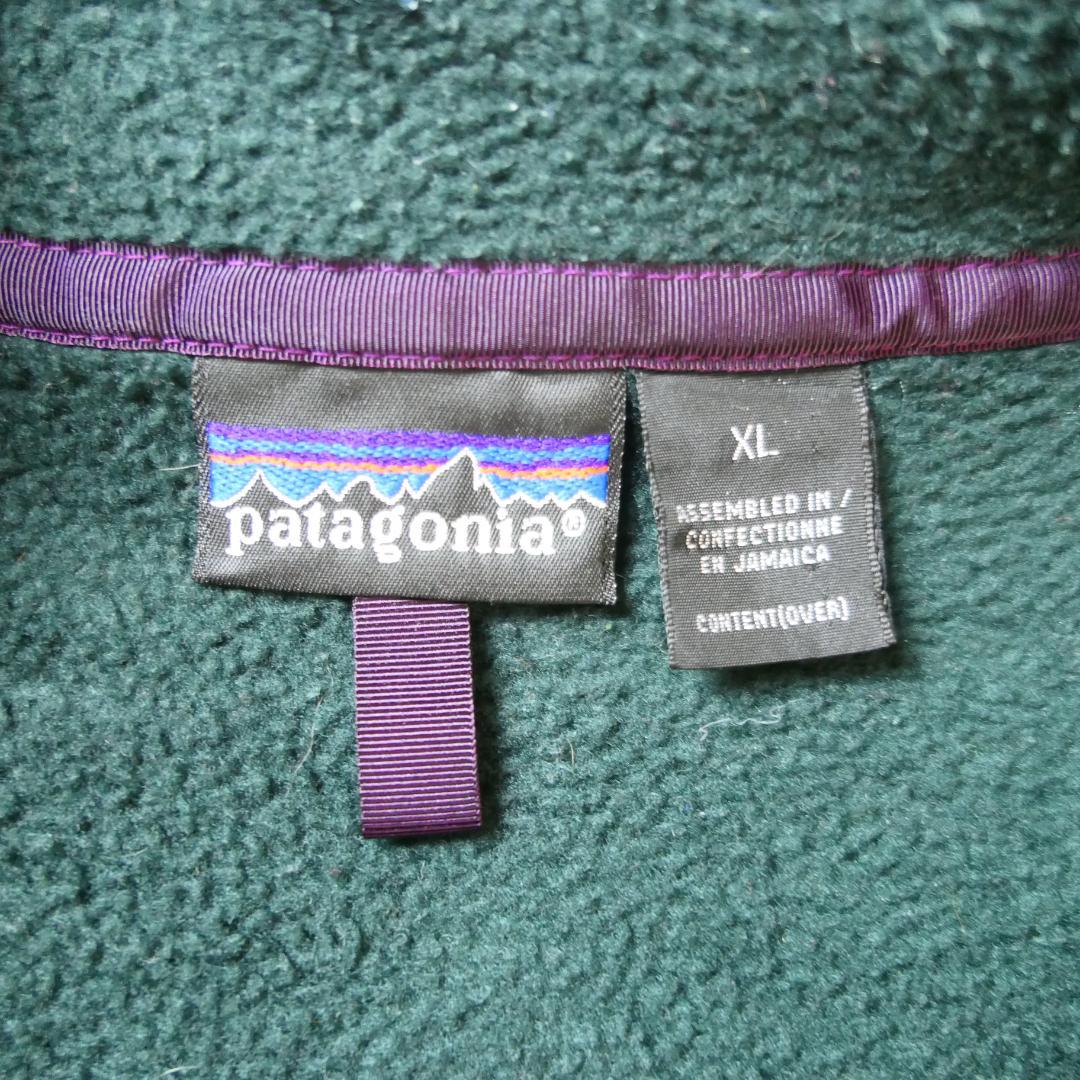 patagonia®
XL
ASSEMBLED IN /
CONFECTIONNE
EN JAMAICA
CONTENT(OVER)